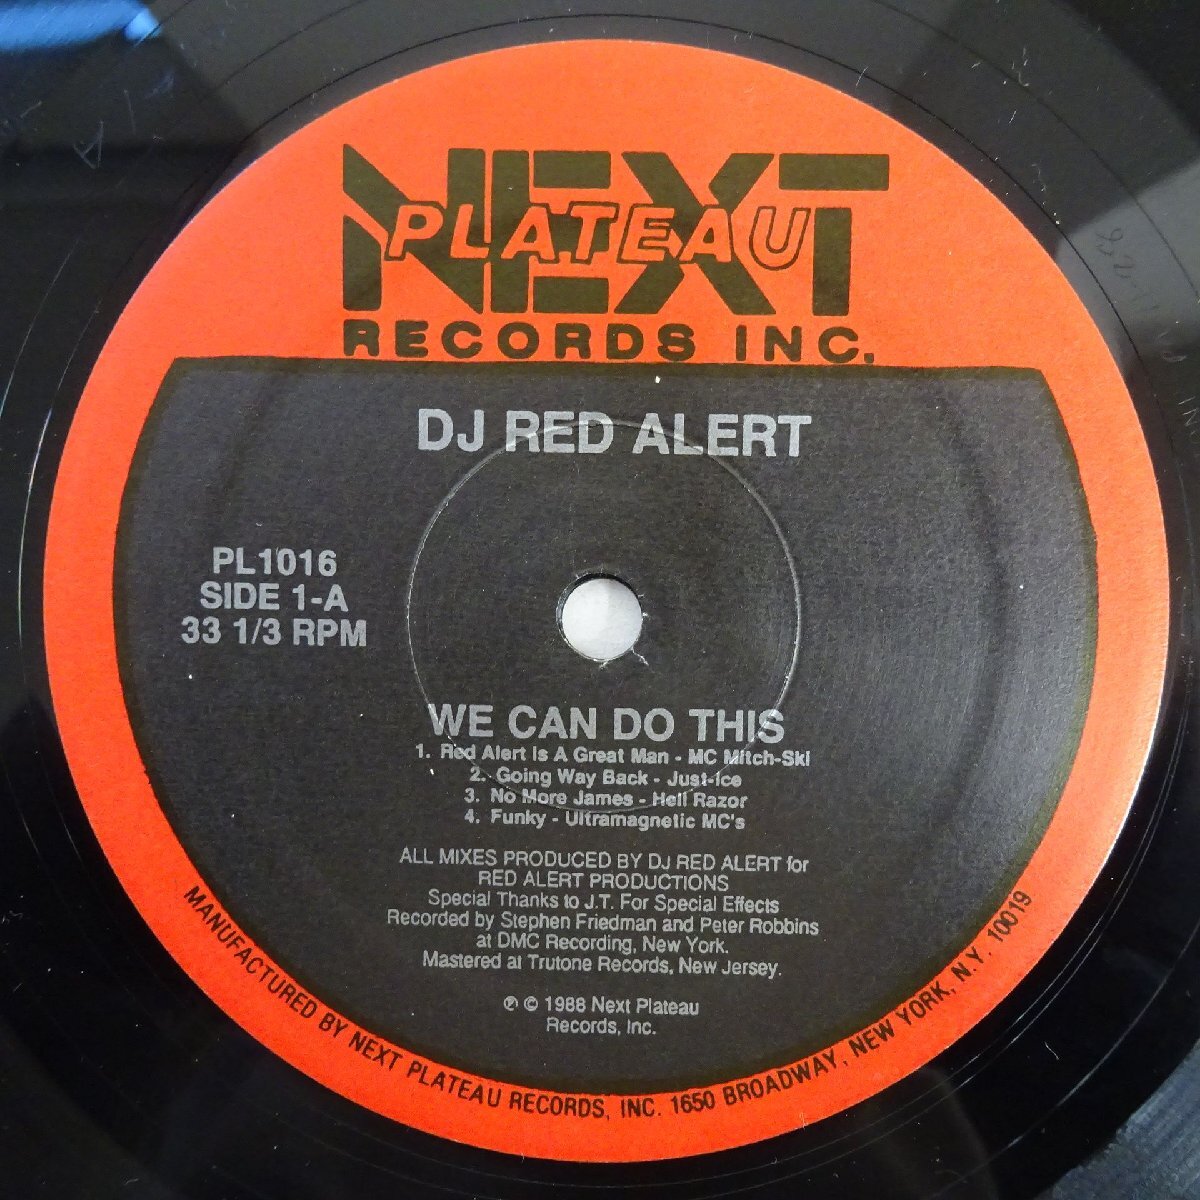 NEXT
PLATEAU
RECORDS INC.
DJ RED ALERT
PL1016
SIDE 1-A
33 1/3 RPM
WE CAN DO THIS
1. Red Alert Is A Great Man - MC Mitch-Ski
2. Going Way Back - Just-Ice
3. No More James - Hell Razor
4. Funky - Ultramagnetic MC's
ALL MIXES PRODUCED BY DJ RED ALERT for
RED ALERT PRODUCTIONS
Special Thanks to J.T. For Special Effects
Recorded by Stephen Friedman and Peter Robbins
at DMC Recording, New York.
Mastered at Trutone Records, New Jersey.
℗ © 1988 Next Plateau
Records, Inc.
MANUFACTURED BY NEXT PLATEAU RECORDS, INC. 1650 BROADWAY, NEW YORK, N.Y. 10019